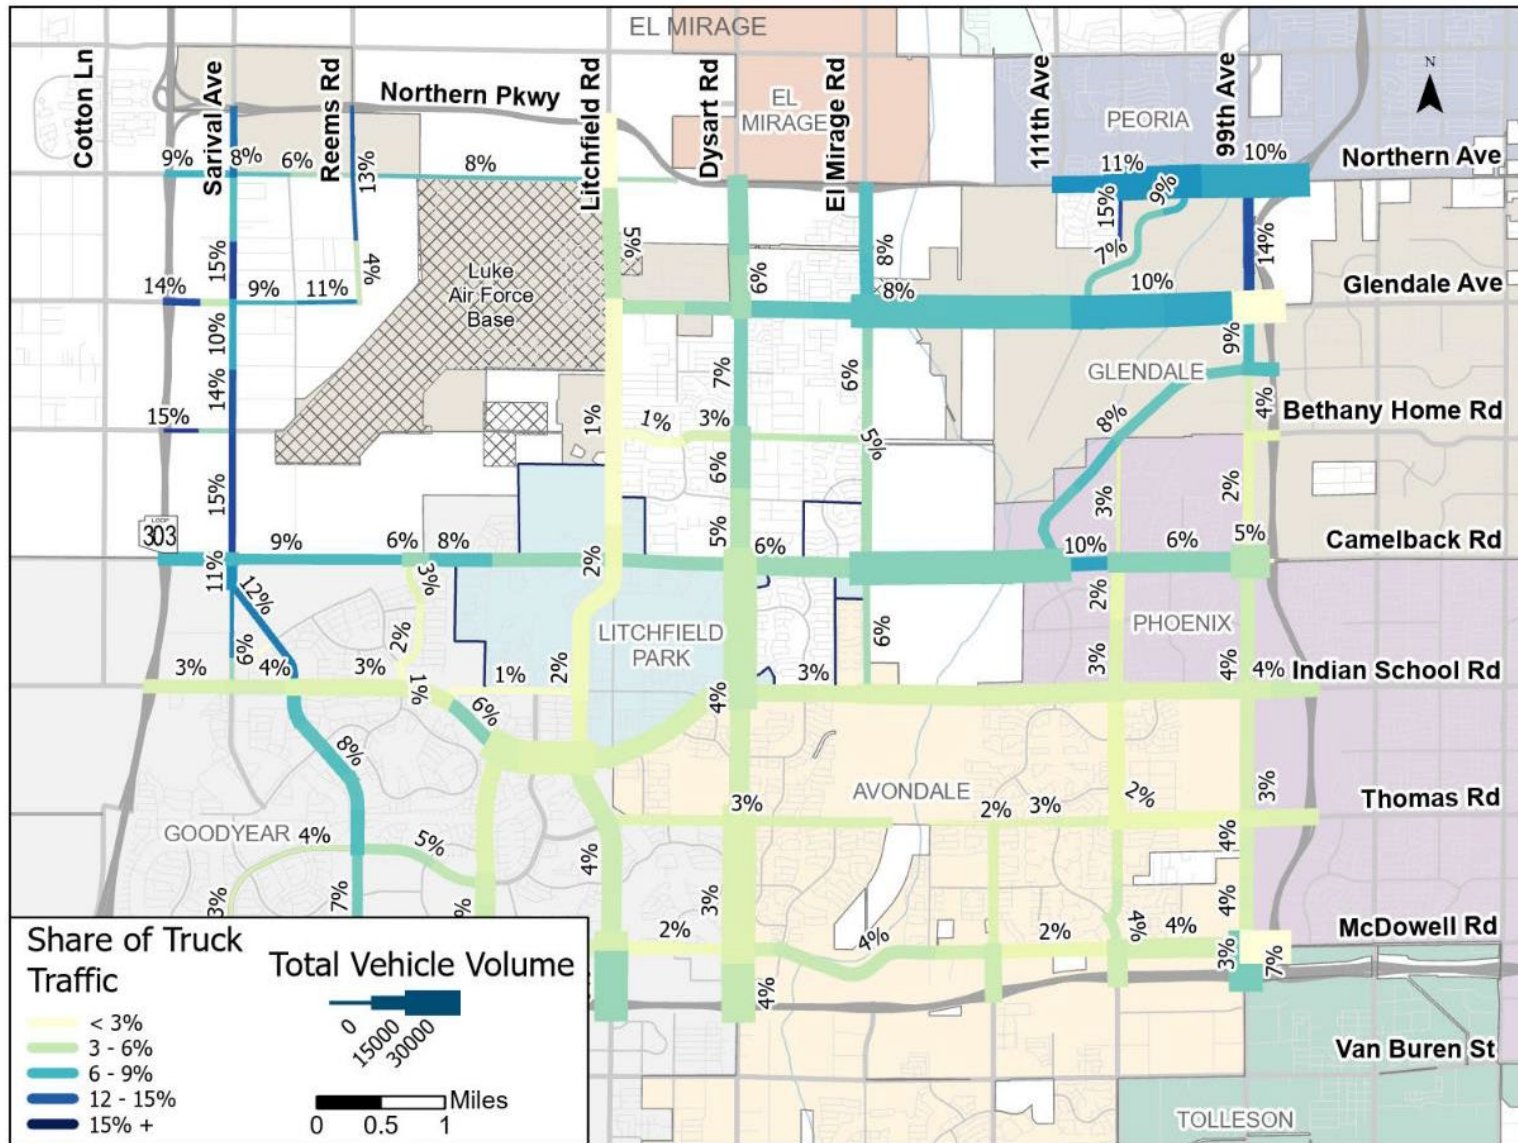 EL MIRAGE
Cotton Ln
Sarival Ave
Reems Rd
Northern Pkwy
Litchfield Rd
Dysart Rd
EL
MIRAGE
El Mirage Rd
111th Ave
PEORIA
99th Ave
N
Northern Ave
9%
8%
6%
13%
8%
11%
10%
15%
9%
7%
14%
5%
8%
6%
8%
10%
Glendale Ave
Luke
Air Force
Base
15%
4%
14%
9%
11%
10%
9%
GLENDALE
7%
6%
14%
1%
1%
3%
5%
8%
4%
Bethany Home Rd
15%
15%
6%
3%
2%
LOOP
303
9%
6%
8%
2%
5%
6%
10%
6%
5%
Camelback Rd
11%
12%
3%
2%
2%
LITCHFIELD
PARK
6%
PHOENIX
6%
3%
4%
3%
1%
2%
3%
3%
4%
4%
Indian School Rd
1%
6%
4%
8%
AVONDALE
3%
2%
3%
2%
3%
Thomas Rd
GOODYEAR
4%
5%
4%
4%
3%
7%
%
3%
4%
2%
4%
2%
4%
4%
McDowell Rd
3%
7%
4%
Van Buren St
TOLLESON
Share of Truck
Traffic
< 3%
3 - 6%
6 - 9%
12 - 15%
15% +
Total Vehicle Volume
0
15000
30000
Miles
0 0.5 1